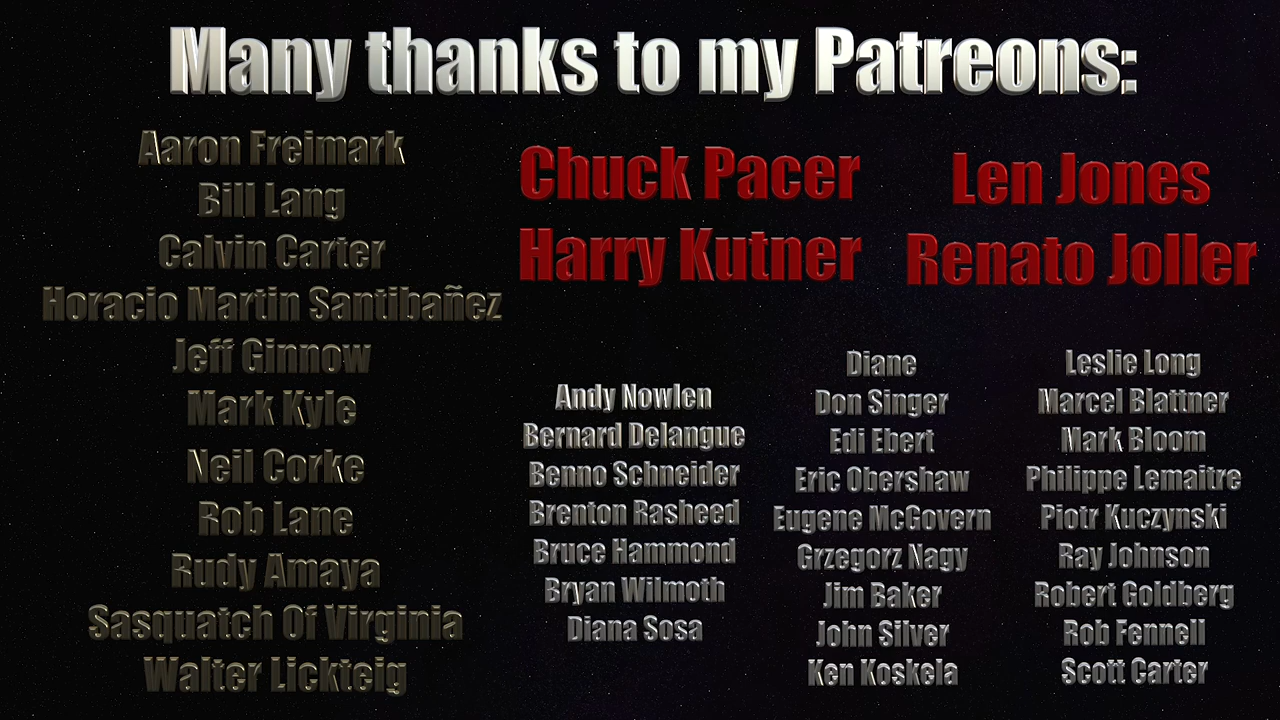 Many thanks to my Patreons:
Aaron Freimark
Bill Lang
Calvin Carter
Horacio Martin Santibañez
Jeff Ginnow
Mark Kyle
Neil Corke
Rob Lane
Rudy Amaya
Sasquatch Of Virginia
Walter Lickteig
Chuck Pacer
Harry Kutner
Len Jones
Renato Joller
Andy Nowlen
Bernard Delangue
Benno Schneider
Brenton Rasheed
Bruce Hammond
Bryan Wilmoth
Diana Sosa
Diane
Don Singer
Edi Ebert
Eric Obershaw
Eugene McGovern
Grzegorz Nagy
Jim Baker
John Silver
Ken Koskela
Leslie Long
Marcel Blattner
Mark Bloom
Philippe Lemaitre
Piotr Kuczynski
Ray Johnson
Robert Goldberg
Rob Fennell
Scott Carter